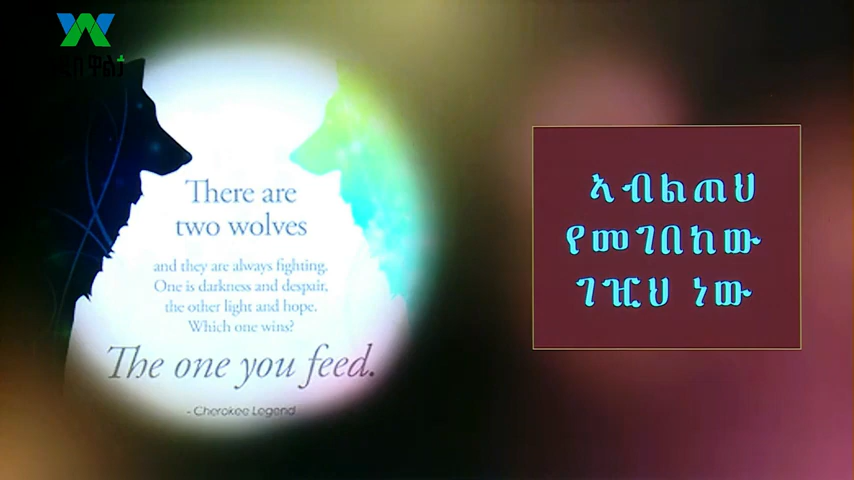 There are
two wolves
and they are always fighting.
One is darkness and despair,
the other light and hope.
Which one wins?
The one you feed.
- Cherokee Legend
ኣብልጠህ
የመገበከው
ገዢህ ነው